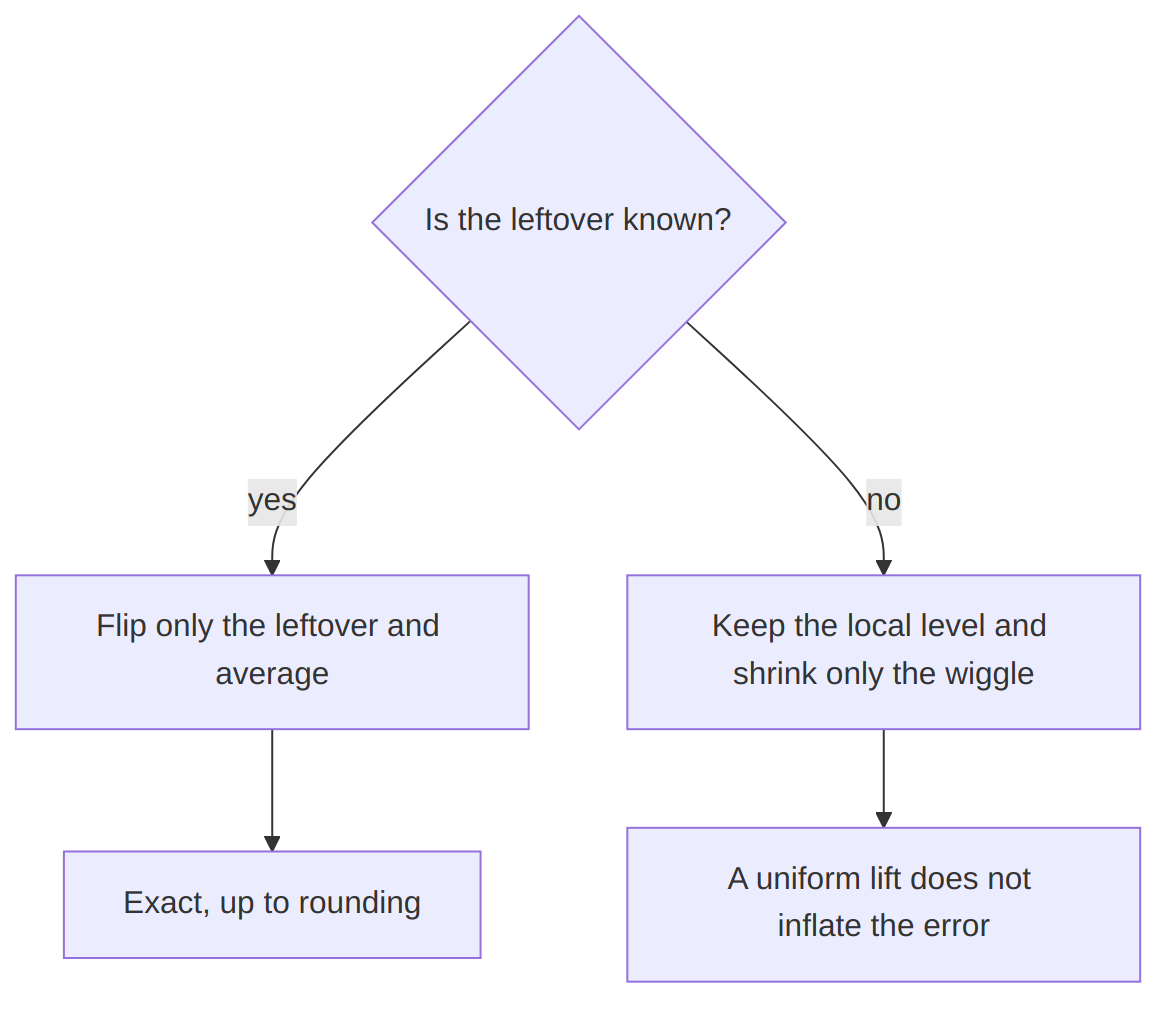 Is the leftover known?
yes
no
Flip only the leftover and
average
Keep the local level and
shrink only the wiggle
Exact, up to rounding
A uniform lift does not
inflate the error